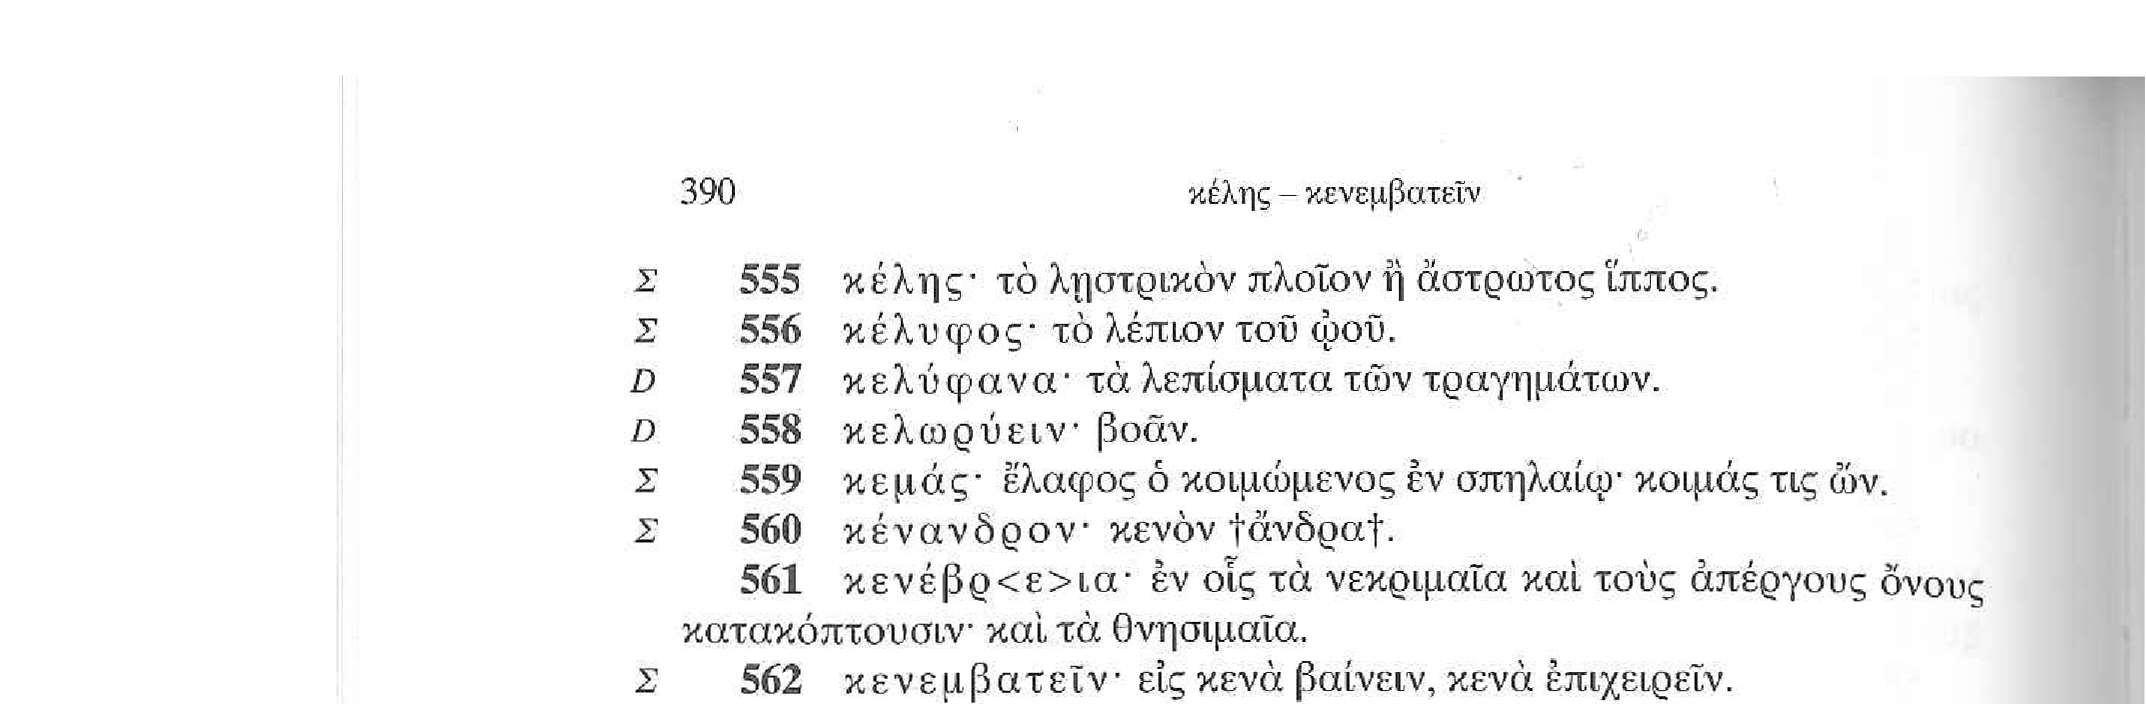 390 κέλης – κενεμβατεῖν
Σ 555 κέλης· τὸ λῃστρικὸν πλοῖον ἢ ἄστρωτος ἵππος.
Σ 556 κέλυφος· τὸ λέπιον τοῦ ᾠοῦ.
D 557 κελύφανα· τὰ λεπίσματα τῶν τραγημάτων.
D 558 κελωρύειν· βοᾶν.
Σ 559 κεμάς· ἔλαφος ὁ κοιμώμενος ἐν σπηλαίῳ· κοιμάς τις ὤν.
Σ 560 κένανδρον· κενὸν †ἄνδρα†.
561 κενέβρ<ε>ια· ἐν οἷς τὰ νεκριμαῖα καὶ τοὺς ἀπέργους ὄνους
κατακόπτουσιν· καὶ τὰ θνησιμαῖα.
Σ 562 κενεμβατεῖν· εἰς κενὰ βαίνειν, κενὰ ἐπιχειρεῖν.